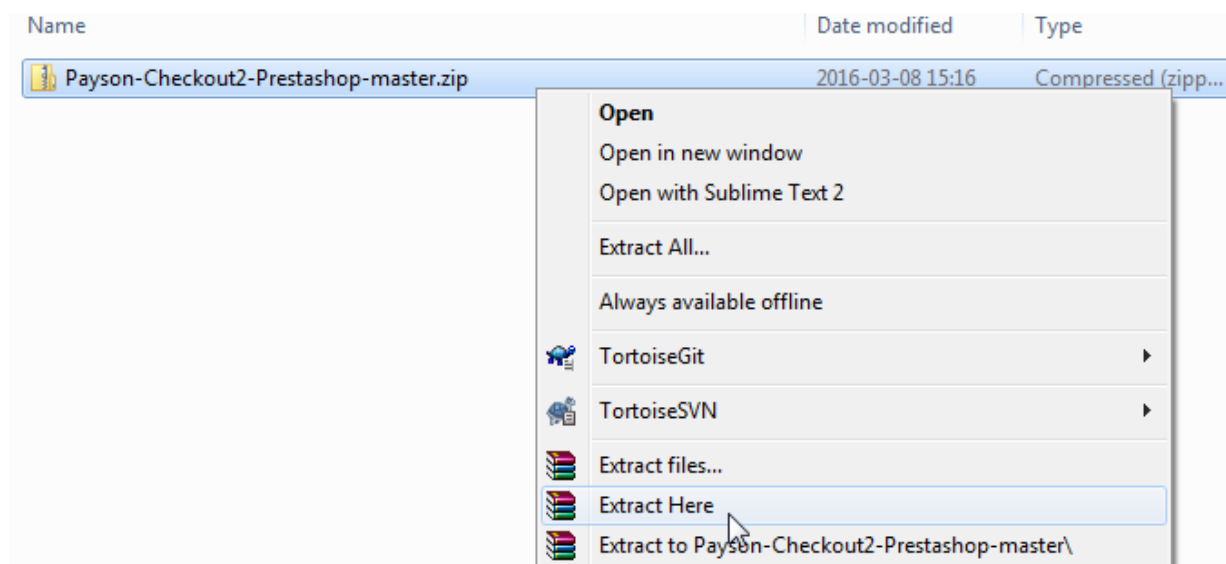 Name Date modified Type
Payson-Checkout2-Prestashop-master.zip 2016-03-08 15:16 Compressed (zipp...
Open
Open in new window
Open with Sublime Text 2
Extract All...
Always available offline
TortoiseGit
TortoiseSVN
Extract files...
Extract Here
Extract to Payson-Checkout2-Prestashop-master\